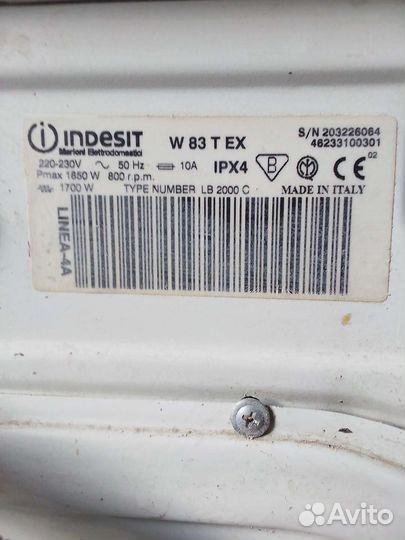 indesit
Merloni Elettrodomestici
W 83 T EX
S/N 203226064
46233100301
220-230V 50 Hz 10A IPX4 B CE 02
Pmax 1850 W 800 r.p.m.
1700 W TYPE NUMBER LB 2000 C MADE IN ITALY
LINEA-4A
Avito